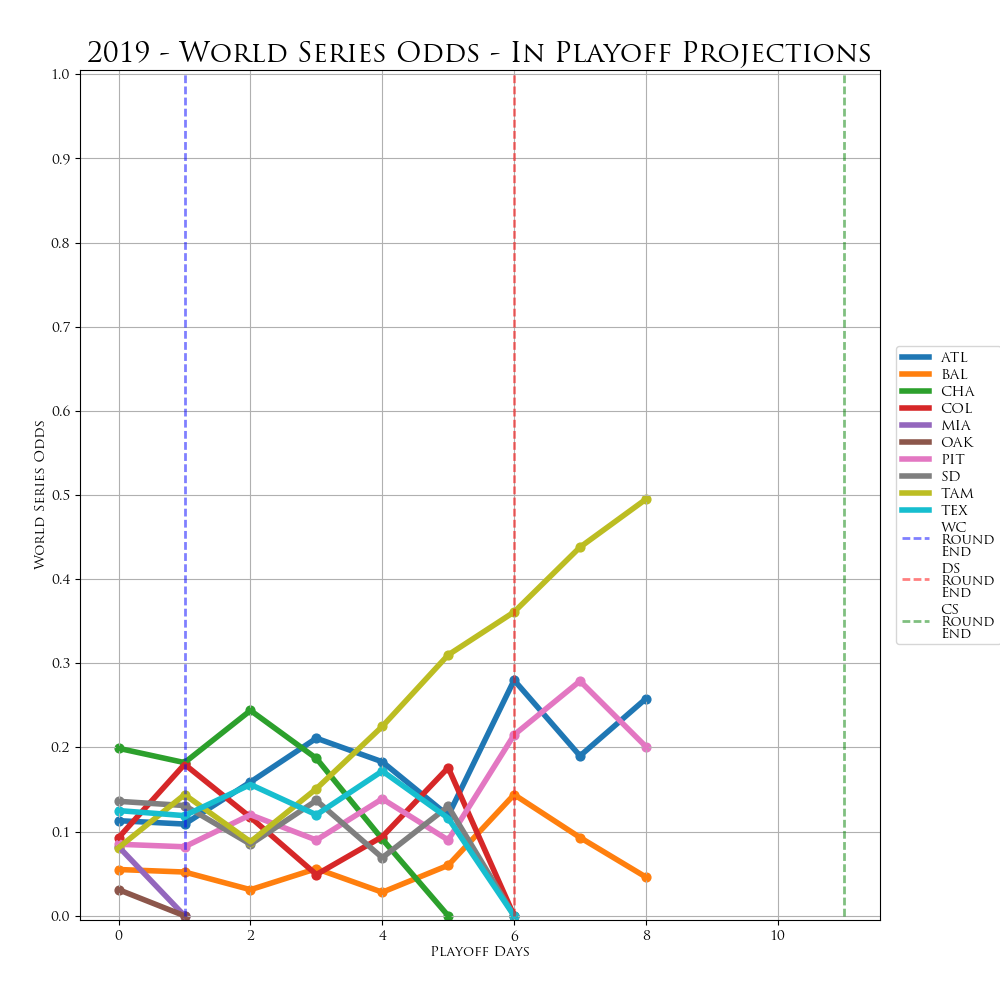 2019 - World Series Odds - In Playoff Projections
1.0
0.9
0.8
0.7
0.6
0.5
0.4
0.3
0.2
0.1
0.0
World Series Odds
0 2 4 6 8 10
Playoff Days
ATL
BAL
CHA
COL
MIA
OAK
PIT
SD
TAM
TEX
WC
Round
End
DS
Round
End
CS
Round
End